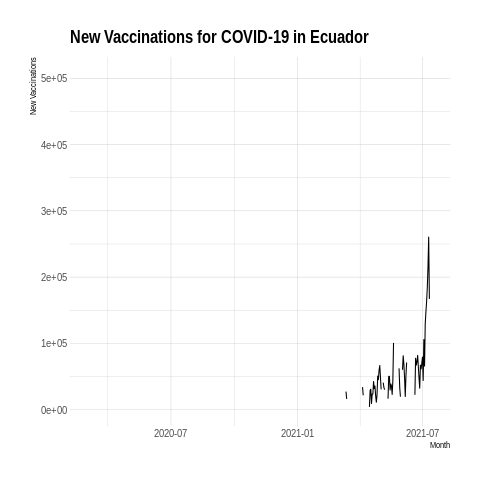 New Vaccinations for COVID-19 in Ecuador
New Vaccinations
5e+05
4e+05
3e+05
2e+05
1e+05
0e+00
2020-07
2021-01
2021-07
Month